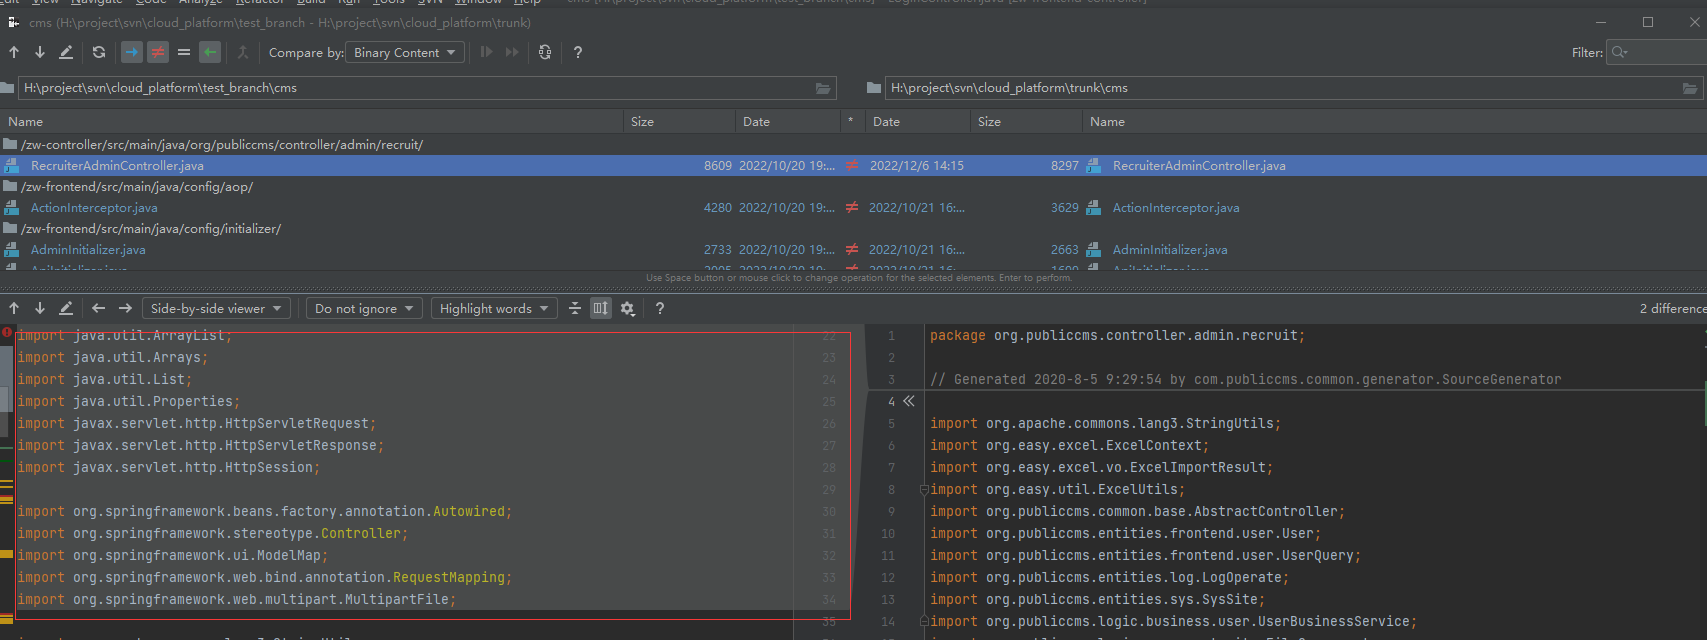 View Navigate Code Analyze Refactor Build Run Tools SVN Window Help
cms (H:\project\svn\cloud_platform\test_branch - H:\project\svn\cloud_platform\trunk)
Compare by: Binary Content ? Filter:
H:\project\svn\cloud_platform\test_branch\cms H:\project\svn\cloud_platform\trunk\cms
Name Size Date * Date Size Name
/zw-controller/src/main/java/org/publiccms/controller/admin/recruit/
RecruiterAdminController.java 8609 2022/10/20 19:... ≠ 2022/12/6 14:15 8297 RecruiterAdminController.java
/zw-frontend/src/main/java/config/aop/
ActionInterceptor.java 4280 2022/10/20 19:... ≠ 2022/10/21 16:... 3629 ActionInterceptor.java
/zw-frontend/src/main/java/config/initializer/
AdminInitializer.java 2733 2022/10/20 19:... ≠ 2022/10/21 16:... 2663 AdminInitializer.java
Use Space button or mouse click to change operation for the selected elements. Enter to perform.
Side-by-side viewer Do not ignore Highlight words ? 2 difference
import java.util.ArrayList; 22 1 package org.publiccms.controller.admin.recruit;
import java.util.Arrays; 23 2
import java.util.List; 24 3 // Generated 2020-8-5 9:29:54 by com.publiccms.common.generator.SourceGenerator
import java.util.Properties; 25 4
import javax.servlet.http.HttpServletRequest; 26 5 import org.apache.commons.lang3.StringUtils;
import javax.servlet.http.HttpServletResponse; 27 6 import org.easy.excel.ExcelContext;
import javax.servlet.http.HttpSession; 28 7 import org.easy.excel.vo.ExcelImportResult;
29 8 import org.easy.util.ExcelUtils;
import org.springframework.beans.factory.annotation.Autowired; 30 9 import org.publiccms.common.base.AbstractController;
import org.springframework.stereotype.Controller; 31 10 import org.publiccms.entities.frontend.user.User;
import org.springframework.ui.ModelMap; 32 11 import org.publiccms.entities.frontend.user.UserQuery;
import org.springframework.web.bind.annotation.RequestMapping; 33 12 import org.publiccms.entities.log.LogOperate;
import org.springframework.web.multipart.MultipartFile; 34 13 import org.publiccms.entities.sys.SysSite;
35 14 import org.publiccms.logic.business.user.UserBusinessService;